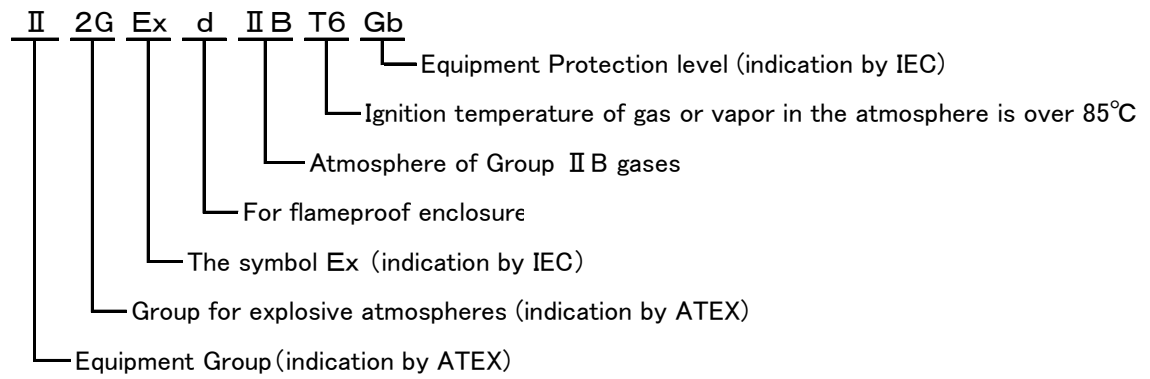 Ⅱ 2G Ex d ⅡB T6 Gb
Equipment Protection level (indication by IEC)
Ignition temperature of gas or vapor in the atmosphere is over 85℃
Atmosphere of Group ⅡB gases
For flameproof enclosure
The symbol Ex (indication by IEC)
Group for explosive atmospheres (indication by ATEX)
Equipment Group(indication by ATEX)